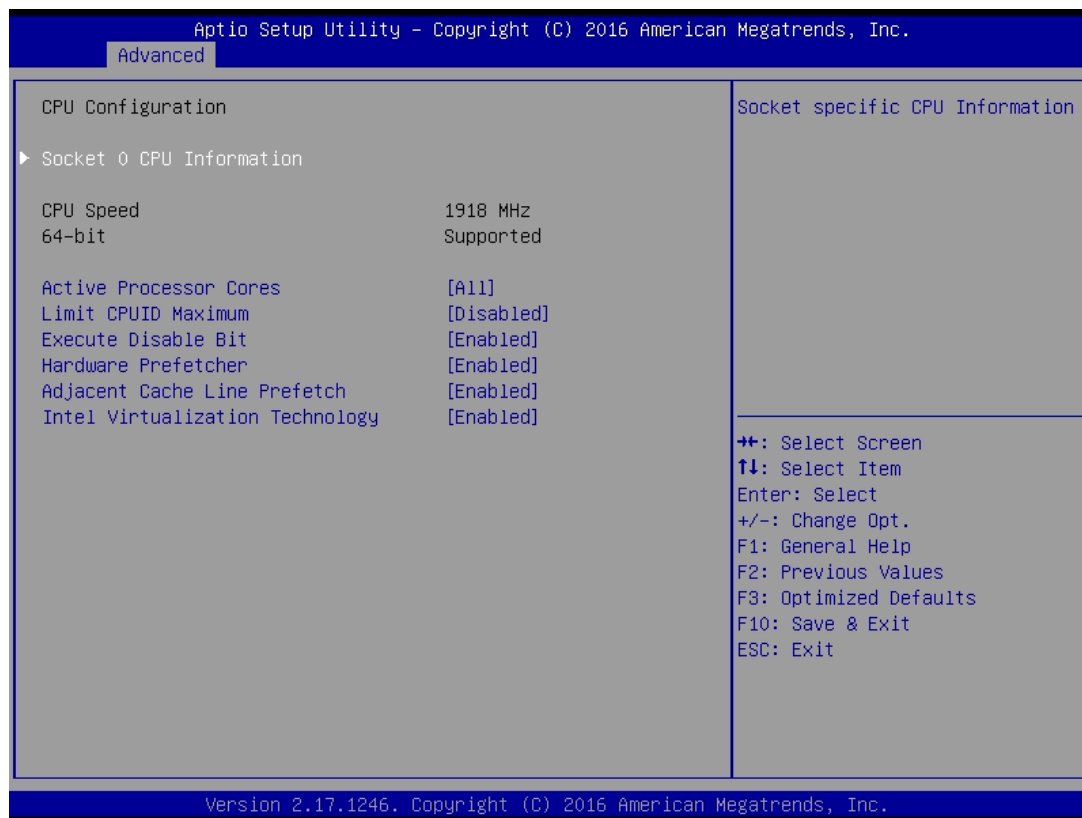 Aptio Setup Utility – Copyright (C) 2016 American Megatrends, Inc.
Advanced
CPU Configuration
Socket 0 CPU Information
CPU Speed 1918 MHz
64-bit Supported
Active Processor Cores [All]
Limit CPUID Maximum [Disabled]
Execute Disable Bit [Enabled]
Hardware Prefetcher [Enabled]
Adjacent Cache Line Prefetch [Enabled]
Intel Virtualization Technology [Enabled]
Socket specific CPU Information
→←: Select Screen
↑↓: Select Item
Enter: Select
+/-: Change Opt.
F1: General Help
F2: Previous Values
F3: Optimized Defaults
F10: Save & Exit
ESC: Exit
Version 2.17.1246. Copyright (C) 2016 American Megatrends, Inc.